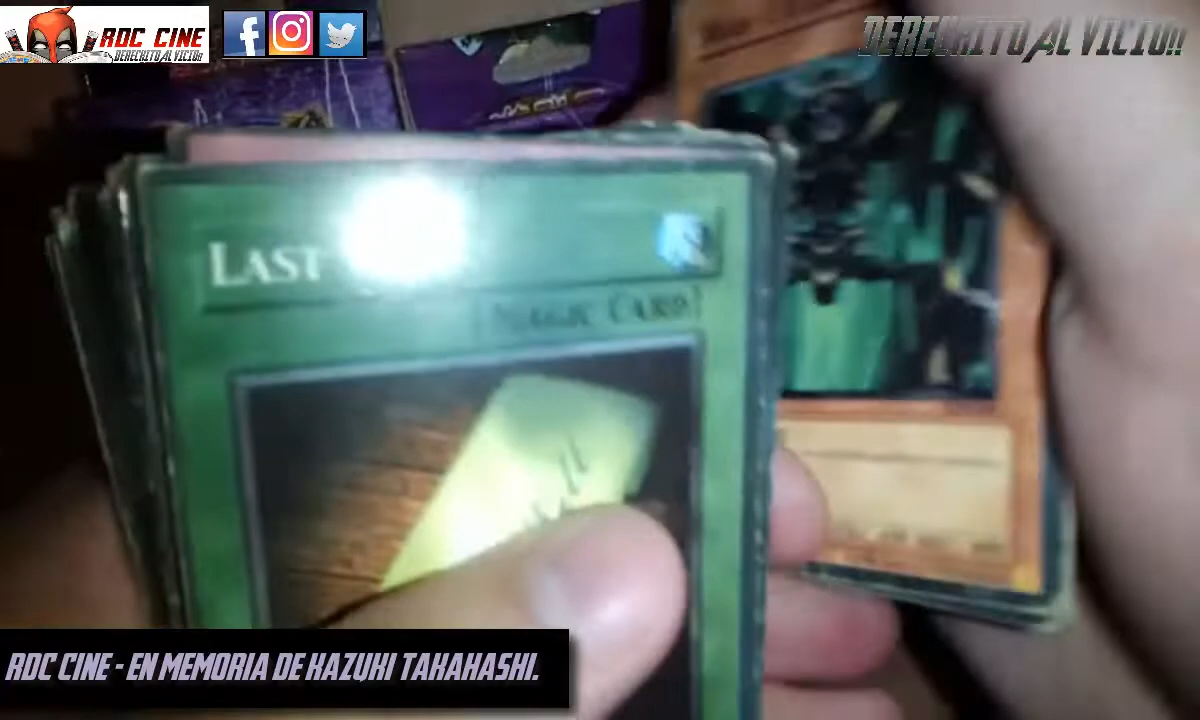 RDC CINE
DERECHITO AL VICIO!!
DERECHITO AL VICIO!!
LAST
MAGIC CARD
RDC CINE - EN MEMORIA DE KAZUKI TAKAHASHI.